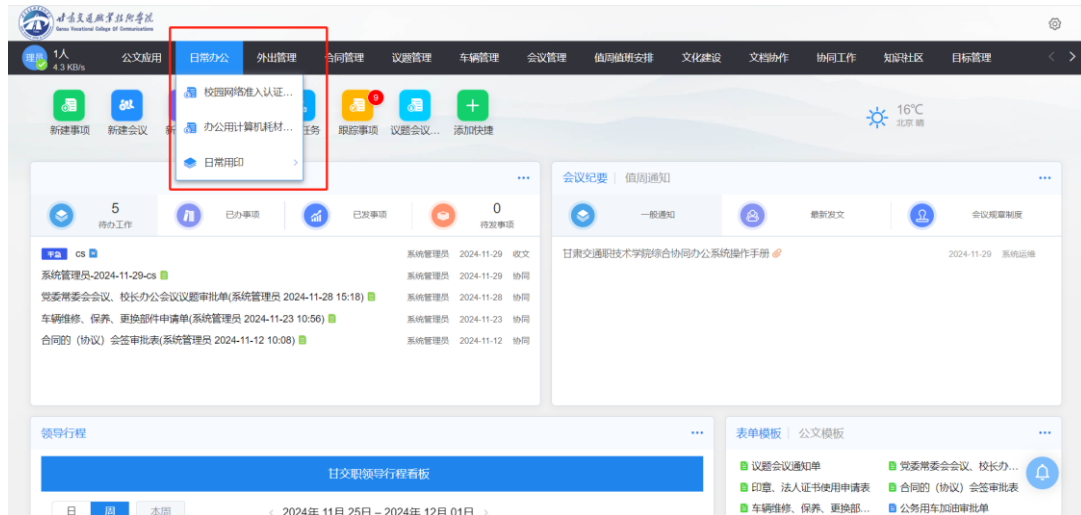 甘肃交通职业技术学院
Gansu Vocational College Of Communications
理员 1人
4.3 KB/s
公文应用 日常办公 外出管理 合同管理 议题管理 车辆管理 会议管理 值周值班安排 文化建设 文档协作 协同工作 知识社区 目标管理
校园网络准入认证...
办公用计算机耗材...
日常用印
新建事项 新建会议 新 任务 跟踪事项 9 议题会议... 添加快捷
16℃
北京 晴
会议纪要 值周通知
5
待办工作
已办事项
已发事项
0
待发事项
一般通知
最新发文
会议规章制度
平急 cs 系统管理员 2024-11-29 收文
系统管理员-2024-11-29-cs 系统管理员 2024-11-29 协同
党委常委会会议、校长办公会议议题审批单(系统管理员 2024-11-28 15:18) 系统管理员 2024-11-28 协同
车辆维修、保养、更换部件申请单(系统管理员 2024-11-23 10:56) 系统管理员 2024-11-23 协同
合同的（协议）会签审批表(系统管理员 2024-11-12 10:08) 系统管理员 2024-11-12 协同
甘肃交通职技术学院综合协同办公系统操作手册 2024-11-29 系统运维
领导行程
甘交职领导行程看板
日 周 本周 2024年 11月 25日 – 2024年 12月 01日
表单模板 公文模板
议题会议通知单 党委常委会会议、校长办...
印章、法人证书使用申请表 合同的（协议）会签审批表
车辆维修、保养、更换部... 公务用车加油审批单